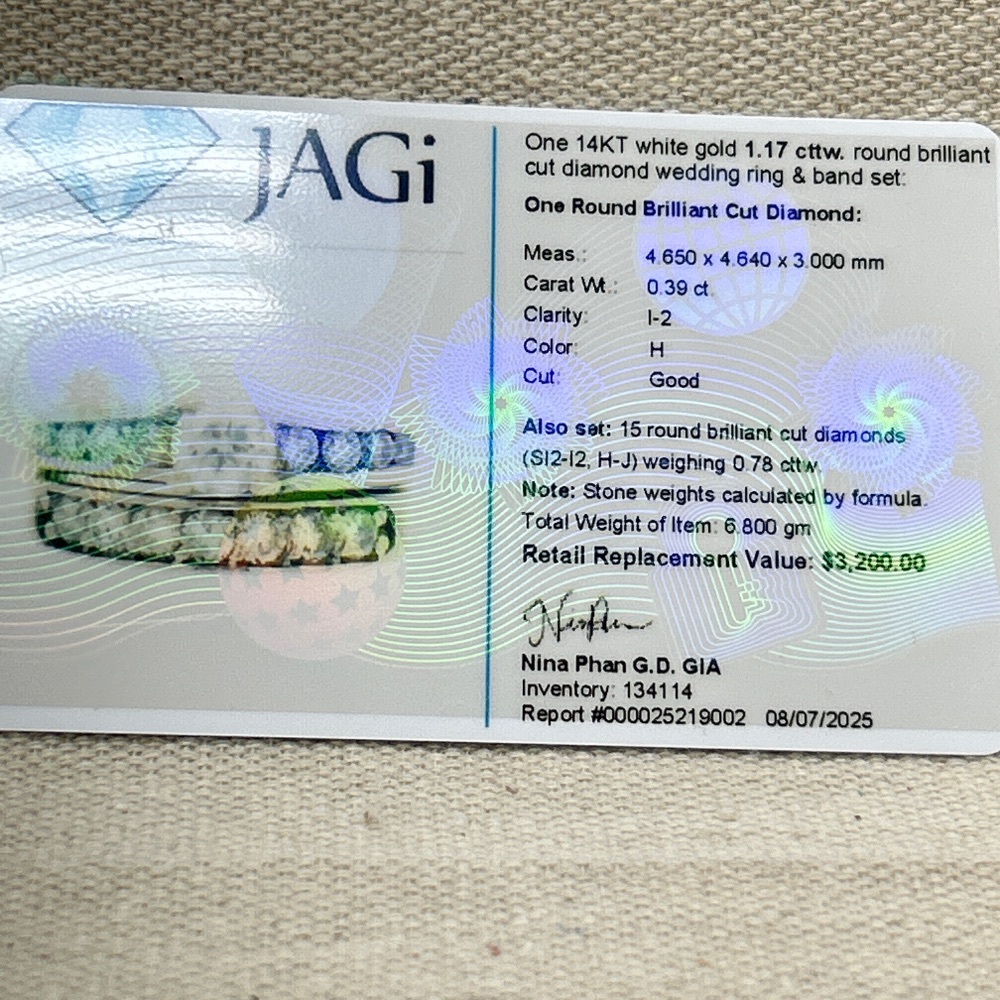 JAGi
One 14KT white gold 1.17 cttw. round brilliant
cut diamond wedding ring & band set:
One Round Brilliant Cut Diamond:
Meas.: 4.650 x 4.640 x 3.000 mm
Carat Wt.: 0.39 ct.
Clarity: I-2
Color: H
Cut: Good
Also set: 15 round brilliant cut diamonds
(SI2-I2, H-J) weighing 0.78 cttw.
Note: Stone weights calculated by formula.
Total Weight of Item: 6.800 gm
Retail Replacement Value: $3,200.00
Nina Phan G.D. GIA
Inventory: 134114
Report #000025219002 08/07/2025